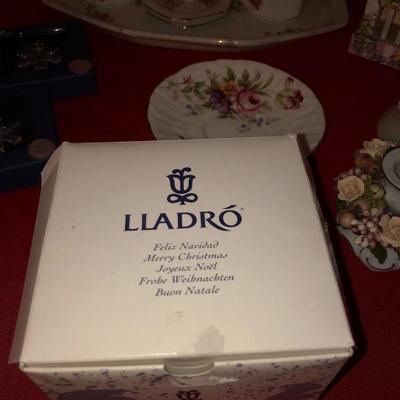 LLADRÓ
Feliz Navidad
Merry Christmas
Joyeux Noël
Frohe Weihnachten
Buon Natale